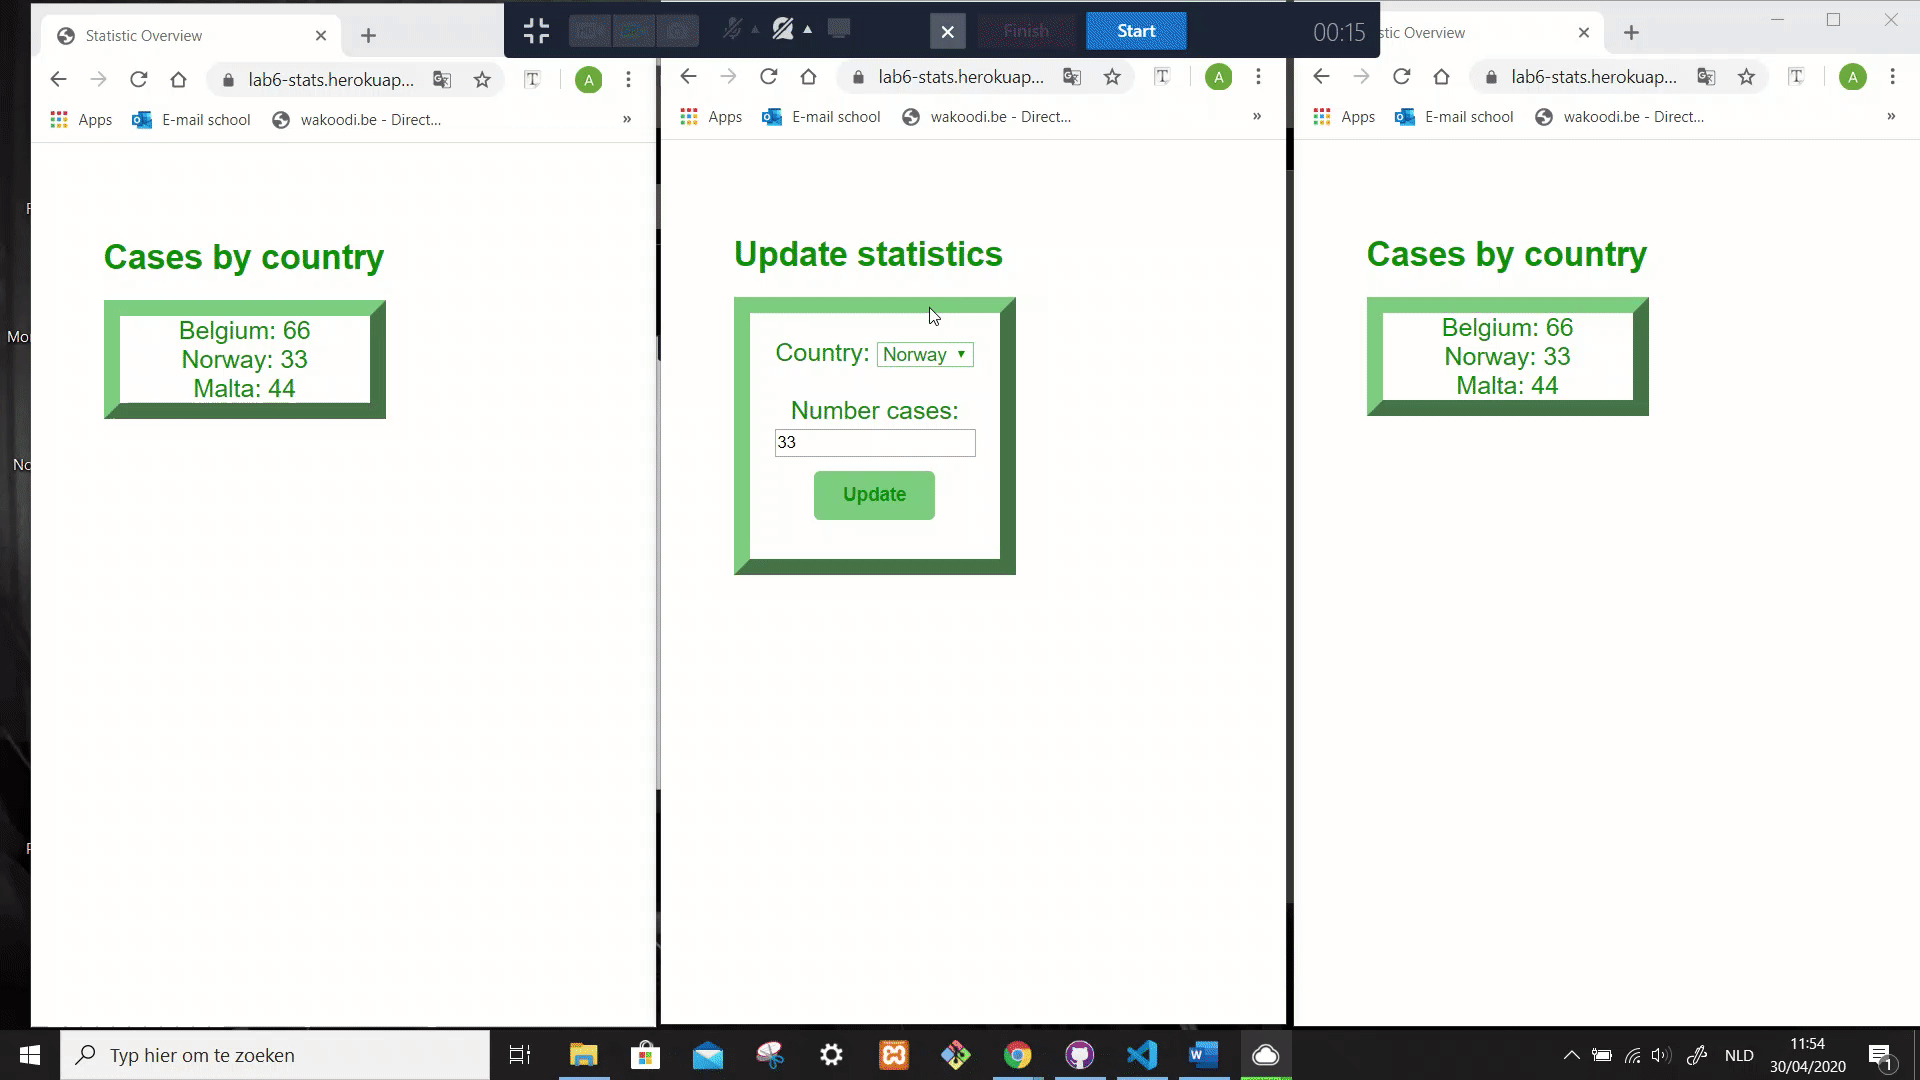 Statistic Overview
lab6-stats.herokuap...
A
Apps
E-mail school
wakoodi.be - Direct...
»
Cases by country
Belgium: 66
Norway: 33
Malta: 44
Finish
Start
00:15
lab6-stats.herokuap...
A
Apps
E-mail school
wakoodi.be - Direct...
»
Update statistics
Country: Norway
Number cases:
33
Update
stic Overview
lab6-stats.herokuap...
A
Apps
E-mail school
wakoodi.be - Direct...
»
Cases by country
Belgium: 66
Norway: 33
Malta: 44
Mo
No
Typ hier om te zoeken
NLD
11:54
30/04/2020
1